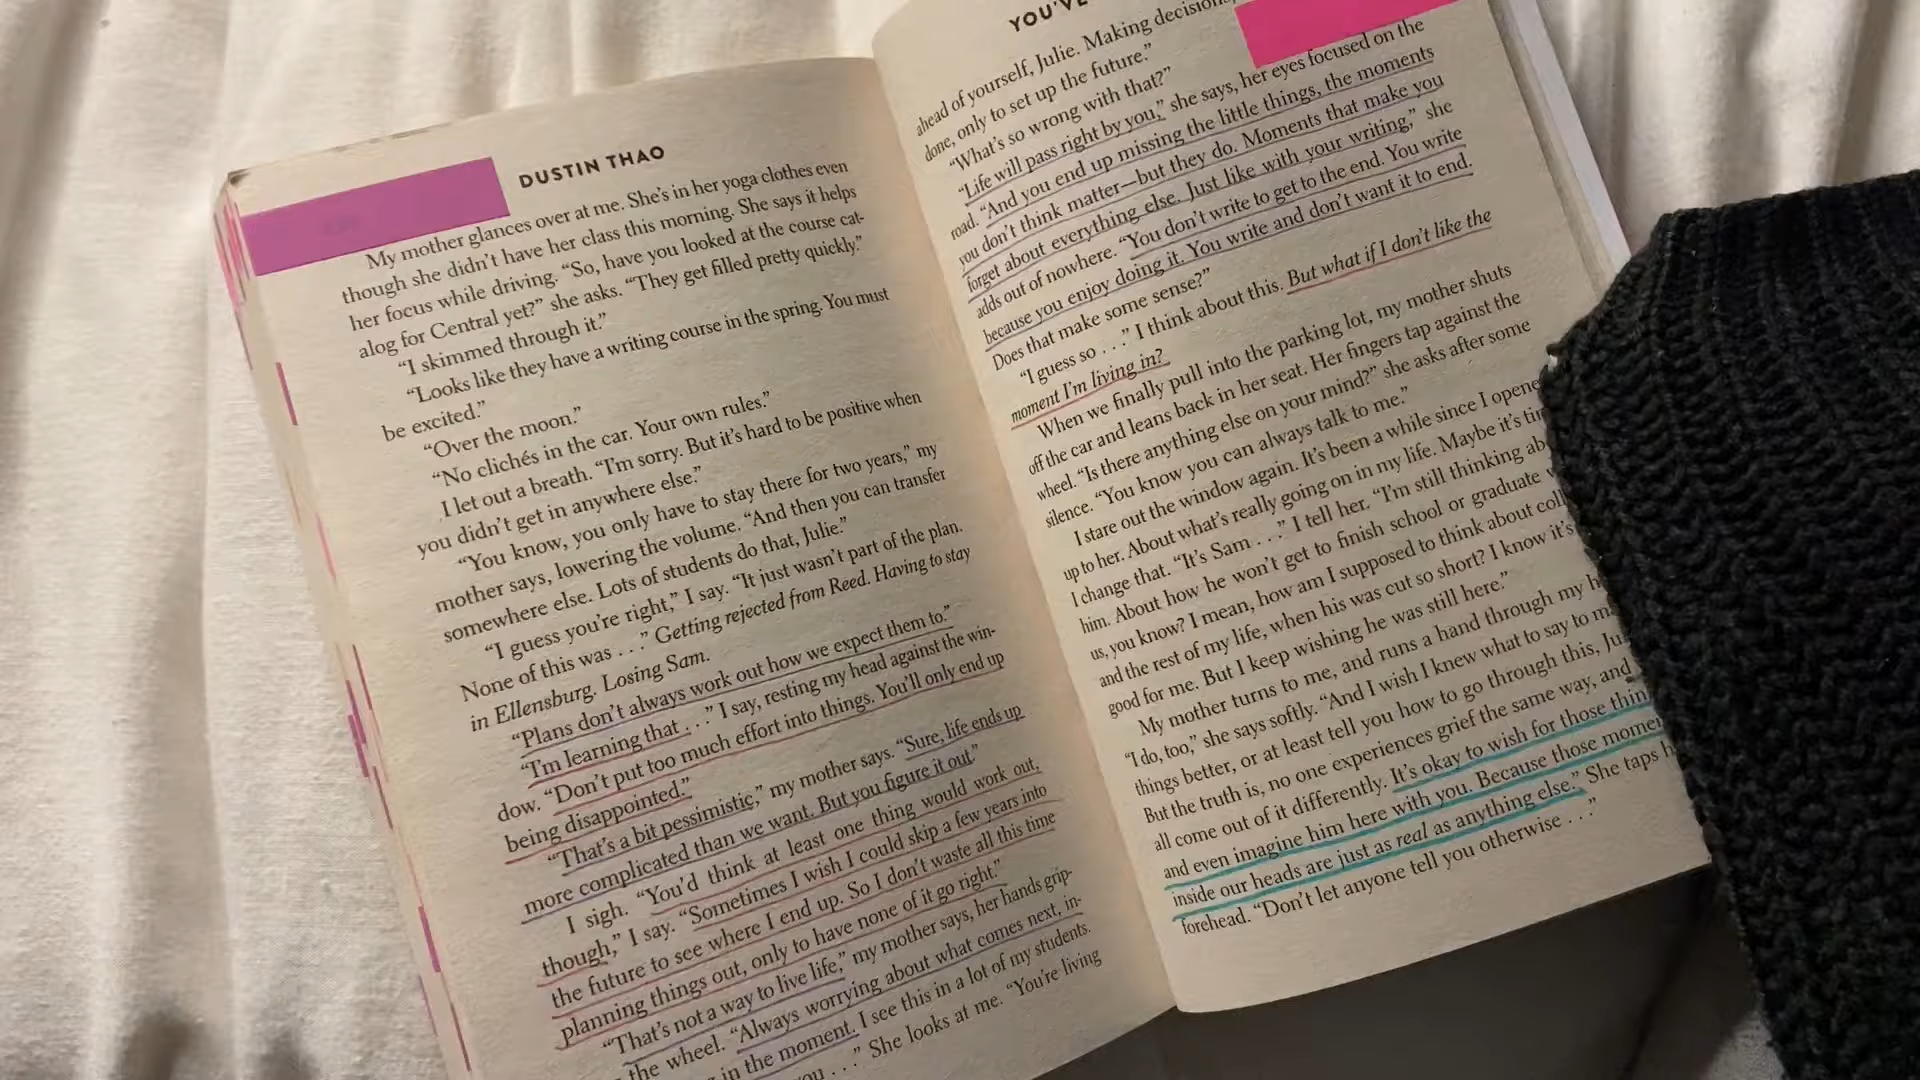 DUSTIN THAO
My mother glances over at me. She's in her yoga clothes even
though she didn't have her class this morning. She says it helps
her focus while driving. “So, have you looked at the course cat-
alog for Central yet?” she asks. “They get filled pretty quickly.”
“I skimmed through it.”
“Looks like they have a writing course in the spring. You must
be excited.”
“Over the moon.”
“No clichés in the car. Your own rules.”
I let out a breath. “I'm sorry. But it's hard to be positive when
you didn't get in anywhere else.”
“You know, you only have to stay there for two years,” my
mother says, lowering the volume. “And then you can transfer
somewhere else. Lots of students do that, Julie.”
“I guess you're right,” I say. “It just wasn't part of the plan.
None of this was . . .” Getting rejected from Reed. Having to stay
in Ellensburg. Losing Sam.
“Plans don't always work out how we expect them to.”
“I'm learning that . . .” I say, resting my head against the win-
dow. “Don't put too much effort into things. You'll only end up
being disappointed.”
“That's a bit pessimistic,” my mother says. “Sure, life ends up
more complicated than we want. But you figure it out.”
I sigh. “You'd think at least one thing would work out,
though,” I say. “Sometimes I wish I could skip a few years into
the future to see where I end up. So I don't waste all this time
planning things out, only to have none of it go right.”
“That's not a way to live life,” my mother says, her hands grip-
the wheel. “Always worrying about what comes next, in-
in the moment. I see this in a lot of my students.
. . .” She looks at me. “You're living
YOU'VE
ahead of yourself, Julie. Making decisions,
done, only to set up the future.”
“What's so wrong with that?”
“Life will pass right by you,” she says, her eyes focused on the
road. “And you end up missing the little things, the moments
you don't think matter—but they do. Moments that make you
forget about everything else. Just like with your writing,” she
adds out of nowhere. “You don't write to get to the end. You write
because you enjoy doing it. You write and don't want it to end.
Does that make some sense?”
“I guess so . . .” I think about this. But what if I don't like the
moment I'm living in?
When we finally pull into the parking lot, my mother shuts
off the car and leans back in her seat. Her fingers tap against the
wheel. “Is there anything else on your mind?” she asks after some
silence. “You know you can always talk to me.”
I stare out the window again. It's been a while since I opene
up to her. About what's really going on in my life. Maybe it's
I change that. “It's Sam . . .” I tell her. “I'm still thinking ab
him. About how he won't get to finish school or graduate
us, you know? I mean, how am I supposed to think about coll
and the rest of my life, when his was cut so short? I know it's
good for me. But I keep wishing he was still here.”
My mother turns to me, and runs a hand through my h
“I do, too,” she says softly. “And I wish I knew what to say to m
things better, or at least tell you how to go through this, Ju
But the truth is, no one experiences grief the same way, and
all come out of it differently. It's okay to wish for those thin
and even imagine him here with you. Because those momen
inside our heads are just as real as anything else.” She taps
forehead. “Don't let anyone tell you otherwise . . .”